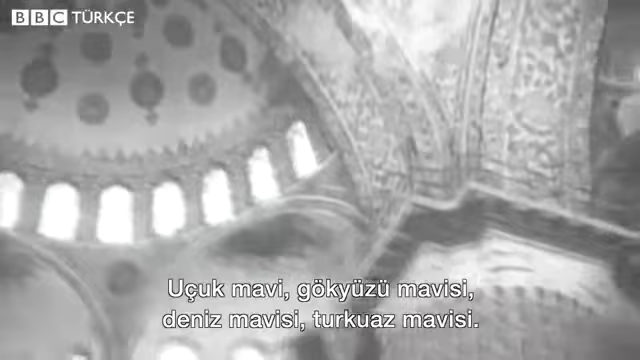 BBC TÜRKÇE
Uçuk mavi, gökyüzü mavisi,
deniz mavisi, turkuaz mavisi.